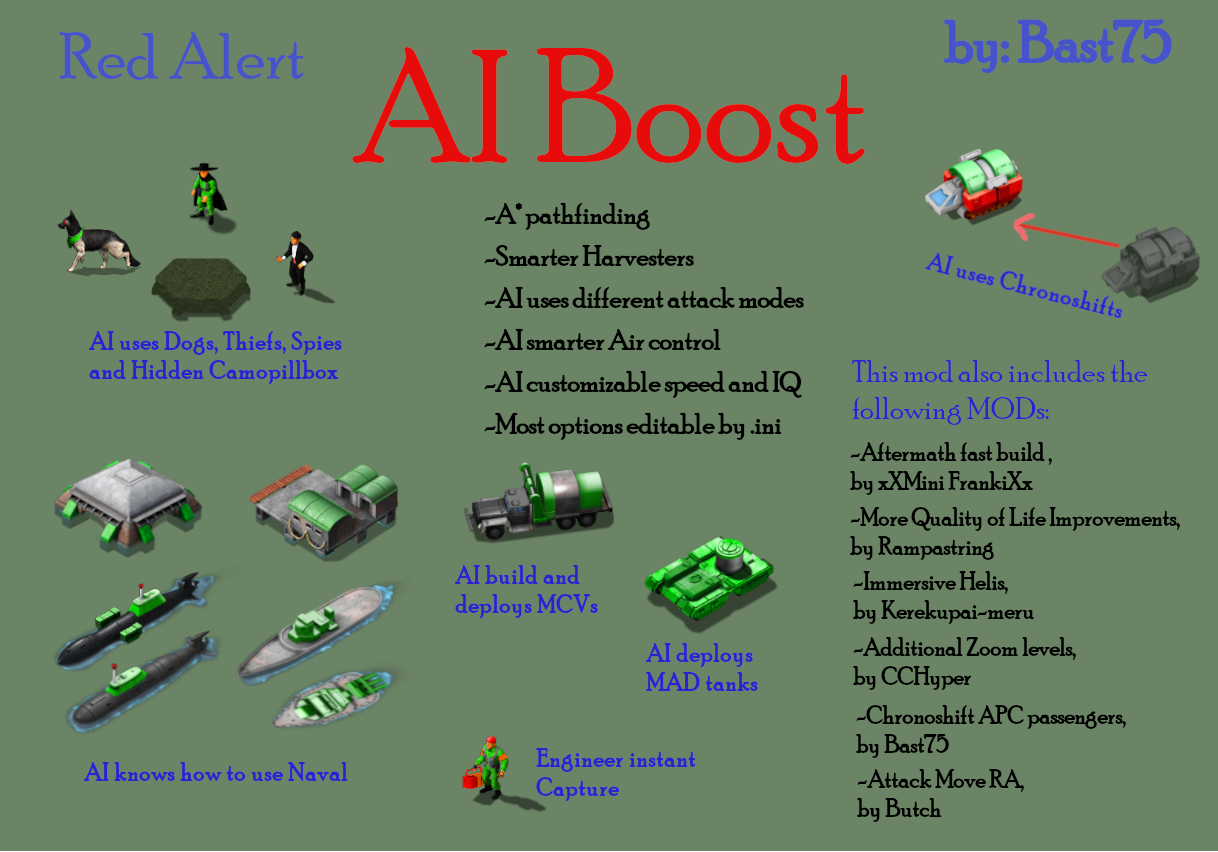 Red Alert
AI Boost
by: Bast75
~A* pathfinding
~Smarter Harvesters
~AI uses different attack modes
~AI smarter Air control
~AI customizable speed and IQ
~Most options editable by .ini
AI uses Dogs, Thiefs, Spies
and Hidden Camopillbox
AI uses Chronoshifts
This mod also includes the
following MODs:
~Aftermath fast build ,
by xXMini FrankiXx
~More Quality of Life Improvements,
by Rampastring
~Immersive Helis,
by Kerekupai~meru
~Additional Zoom levels,
by CCHyper
~Chronoshift APC passengers,
by Bast75
~Attack Move RA,
by Butch
AI build and
deploys MCVs
AI deploys
MAD tanks
AI knows how to use Naval
Engineer instant
Capture